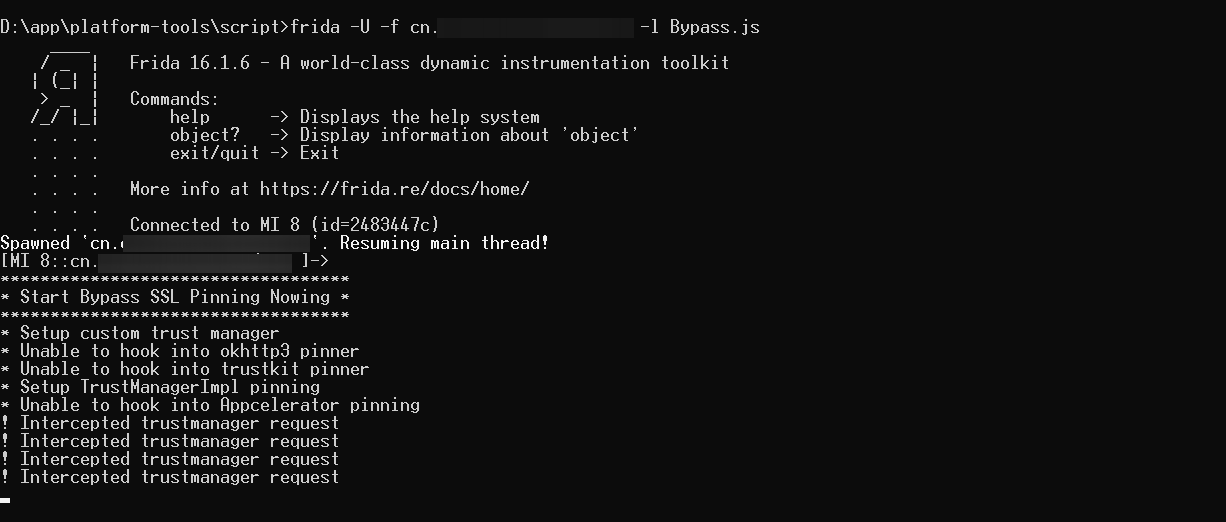 D:\app\platform-tools\script>frida -U -f cn. -l Bypass.js
Frida 16.1.6 - A world-class dynamic instrumentation toolkit
Commands:
help -> Displays the help system
object? -> Display information about 'object'
exit/quit -> Exit
More info at https://frida.re/docs/home/
Connected to MI 8 (id=2483447c)
Spawned `cn. `. Resuming main thread!
[MI 8::cn. ]->
***********************************
* Start Bypass SSL Pinning Nowing *
***********************************
* Setup custom trust manager
* Unable to hook into okhttp3 pinner
* Unable to hook into trustkit pinner
* Setup TrustManagerImpl pinning
* Unable to hook into Appcelerator pinning
! Intercepted trustmanager request
! Intercepted trustmanager request
! Intercepted trustmanager request
! Intercepted trustmanager request